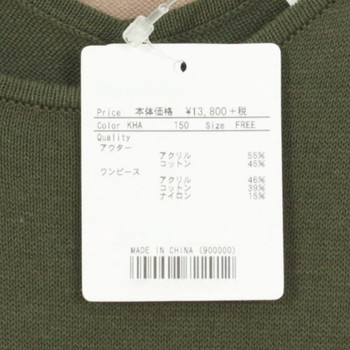 Price 本体価格 ¥13,800+税
Color KHA 150 Size FREE
Quality
アウター
アクリル 55%
コットン 45%
ワンピース
アクリル 46%
コットン 39%
ナイロン 15%
MADE IN CHINA (900000)